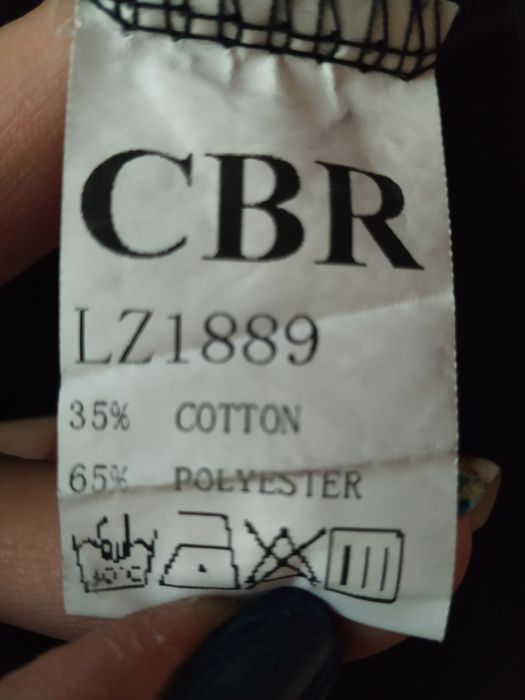 CBR
LZ1889
35% COTTON
65% POLYESTER